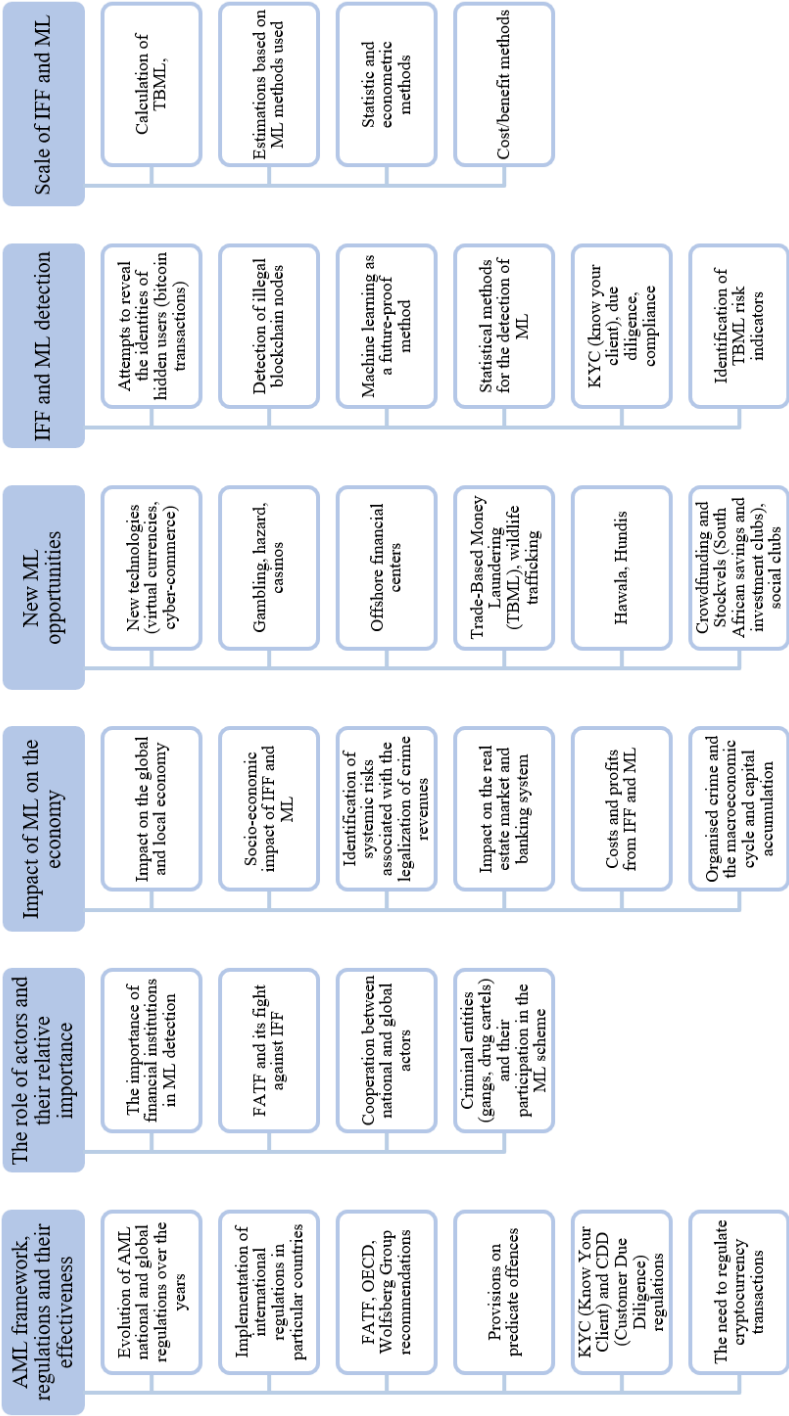 AML framework,
regulations and their
effectiveness
Evolution of AML
national and global
regulations over the
years
Implementation of
international
regulations in
particular countries
FATF, OECD,
Wolfsberg Group
recommendations
Provisions on
predicate offences
KYC (Know Your
Client) and CDD
(Customer Due
Diligence)
regulations
The need to regulate
cryptocurrency
transactions
The role of actors and
their relative
importance
The importance of
financial institutions
in ML detection
FATF and its fight
against IFF
Cooperation between
national and global
actors
Criminal entities
(gangs, drug cartels)
and their
participation in the
ML scheme
Impact of ML on the
economy
Impact on the global
and local economy
Socio-economic
impact of IFF and
ML
Identification of
systemic risks
associated with the
legalization of crime
revenues
Impact on the real
estate market and
banking system
Costs and profits
from IFF and ML
Organised crime and
the macroeconomic
cycle and capital
accumulation
New ML
opportunities
New technologies
(virtual currencies,
cyber-commerce)
Gambling, hazard,
casinos
Offshore financial
centers
Trade-Based Money
Laundering
(TBML), wildlife
trafficking
Hawala, Hundis
Crowdfunding and
Stockvels (South
African savings and
investment clubs),
social clubs
IFF and ML detection
Attempts to reveal
the identities of
hidden users (bitcoin
transactions)
Detection of illegal
blockchain nodes
Machine learning as
a future-proof
method
Statistical methods
for the detection of
ML
KYC (know your
client), due
diligence,
compliance
Identification of
TBML risk
indicators
Scale of IFF and ML
Calculation of
TBML,
Estimations based on
ML methods used
Statistic and
econometric
methods
Cost/benefit methods